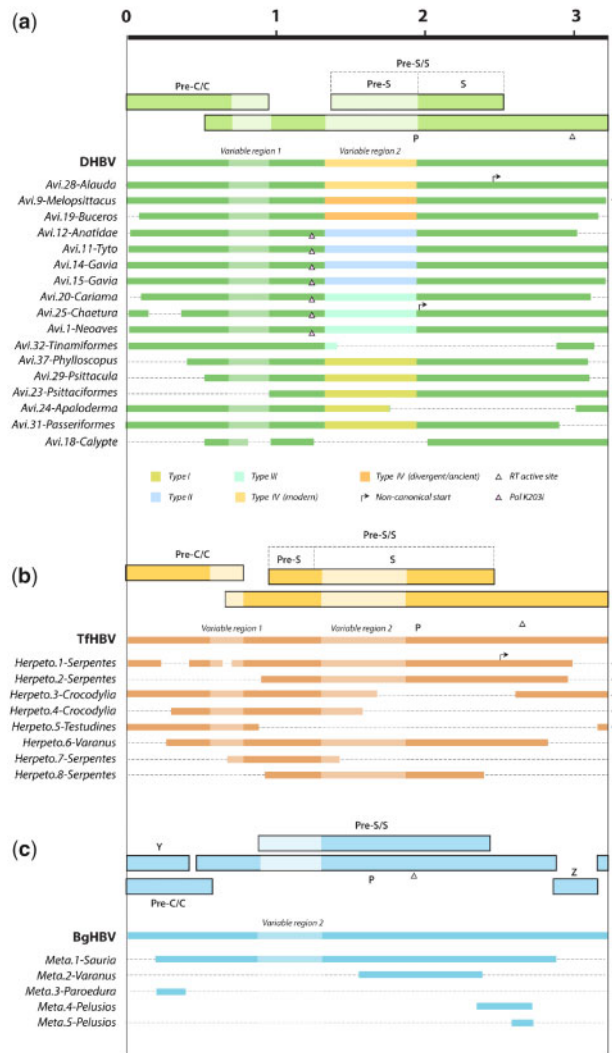 (a)
0 1 2 3
Pre-S/S
Pre-C/C Pre-S S
P
DHBV Variable region 1 Variable region 2
Avi.28-Alauda
Avi.9-Melopsittacus
Avi.19-Buceros
Avi.12-Anatidae
Avi.11-Tyto
Avi.14-Gavia
Avi.15-Gavia
Avi.20-Cariama
Avi.25-Chaetura
Avi.1-Neoaves
Avi.32-Tinamiformes
Avi.37-Phylloscopus
Avi.29-Psittacula
Avi.23-Psittaciformes
Avi.24-Apaloderma
Avi.31-Passeriformes
Avi.18-Calypte
Type I Type III Type IV (divergent/ancient) RT active site
Type II Type IV (modern) Non-canonical start Pol K203i
Pre-S/S
(b) Pre-C/C Pre-S S
TfHBV Variable region 1 Variable region 2 P
Herpeto.1-Serpentes
Herpeto.2-Serpentes
Herpeto.3-Crocodylia
Herpeto.4-Crocodylia
Herpeto.5-Testudines
Herpeto.6-Varanus
Herpeto.7-Serpentes
Herpeto.8-Serpentes
(c) Y Pre-S/S
Pre-C/C P Z
BgHBV Variable region 2
Meta.1-Sauria
Meta.2-Varanus
Meta.3-Paroedura
Meta.4-Pelusios
Meta.5-Pelusios